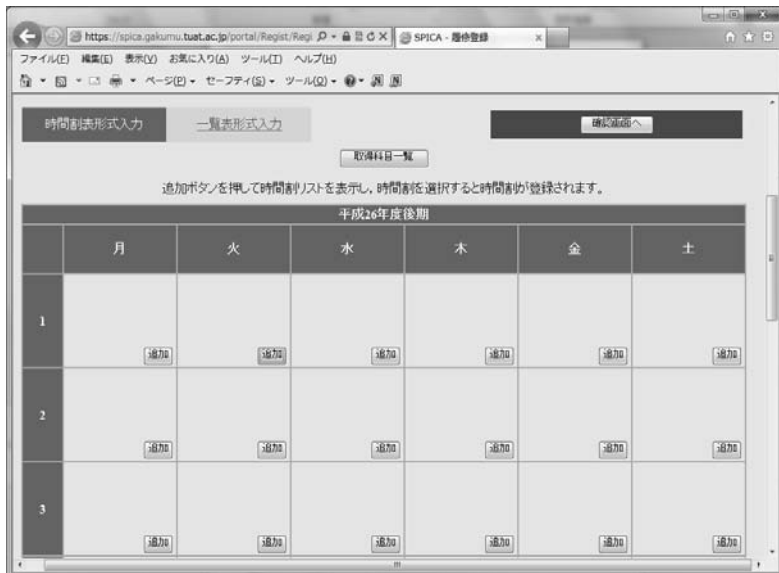 https://spica.gakumu.tuat.ac.jp/portal/Regist/Regi
SPICA - 履修登録
ファイル(F) 編集(E) 表示(V) お気に入り(A) ツール(T) ヘルプ(H)
ページ(P) セーフティ(S) ツール(O)
時間割表形式入力 一覧表形式入力 確認画面へ
取得科目一覧
追加ボタンを押して時間割リストを表示し、時間割を選択すると時間割が登録されます。
平成26年度後期
月 火 水 木 金 土
1
追加 追加 追加 追加 追加 追加
2
追加 追加 追加 追加 追加 追加
3
追加 追加 追加 追加 追加 追加